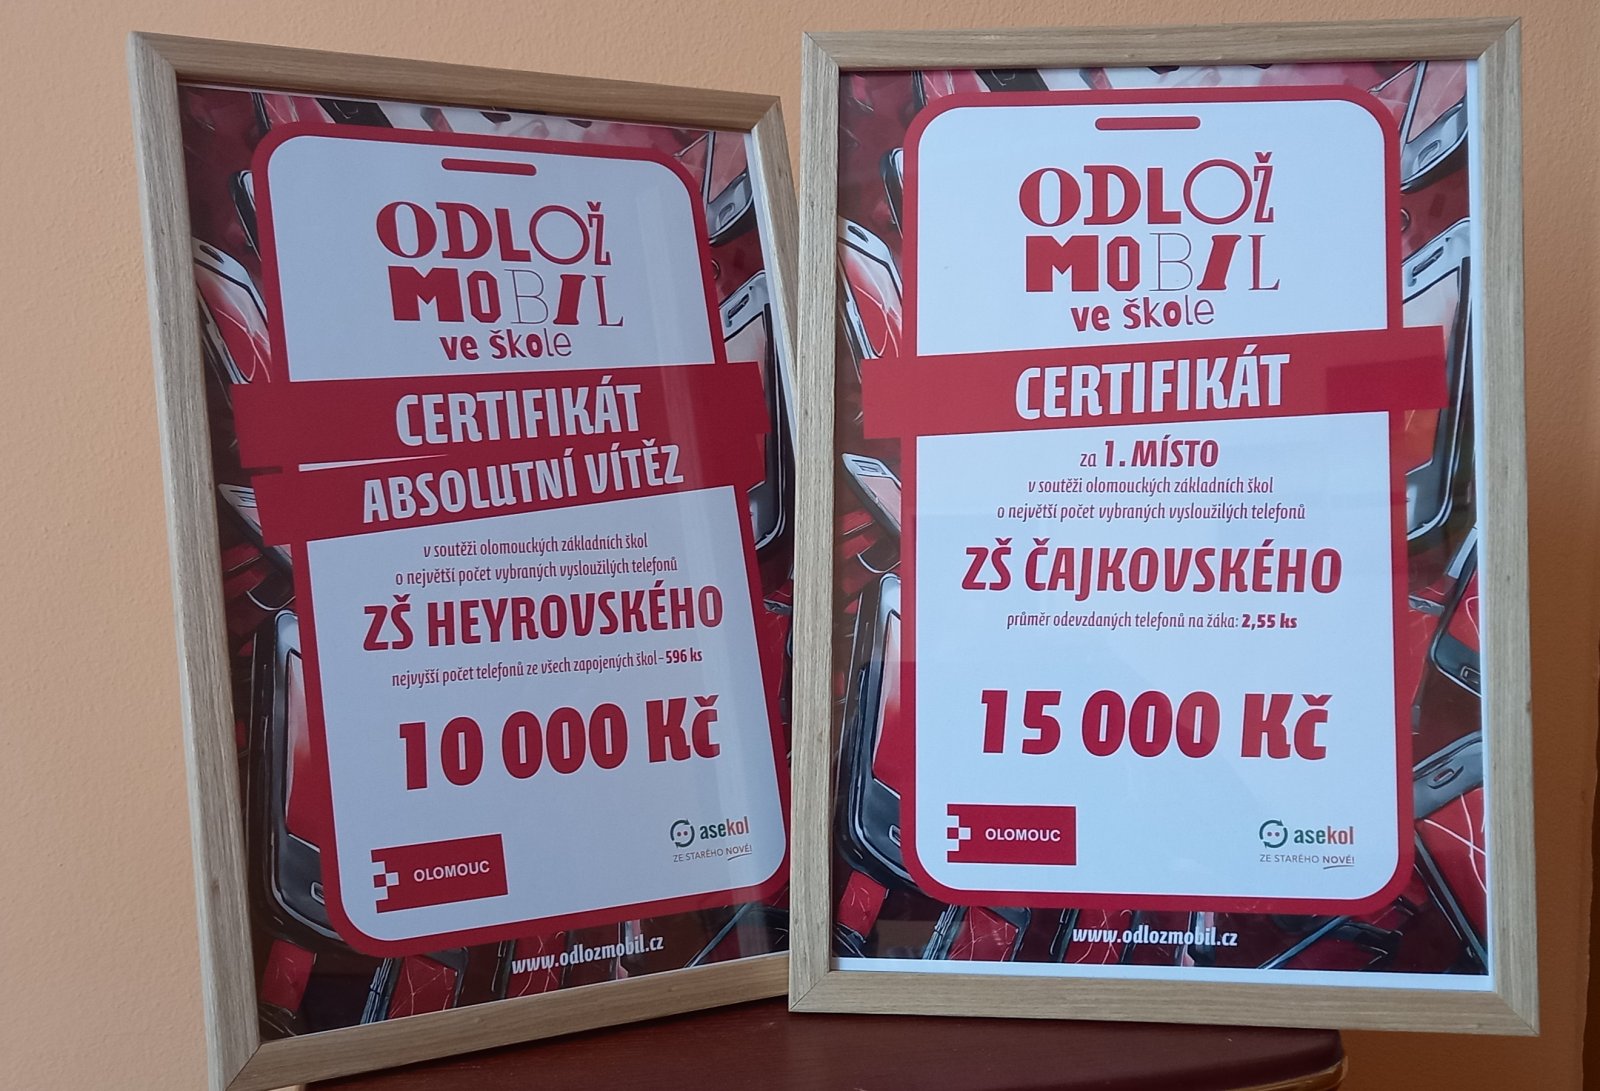 ODLOŽ
MOBIL
ve škole
CERTIFIKÁT
ABSOLUTNÍ VÍTĚZ
v soutěži olomouckých základních škol
o největší počet vybraných vysloužilých telefonů
ZŠ HEYROVSKÉHO
nejvyšší počet telefonů ze všech zapojených škol – 596 ks
10 000 Kč
OLOMOUC
asekol
ZE STARÉHO NOVÉ!
www.odlozmobil.cz
ODLOŽ
MOBIL
ve škole
CERTIFIKÁT
za 1. MÍSTO
v soutěži olomouckých základních škol
o největší počet vybraných vysloužilých telefonů
ZŠ ČAJKOVSKÉHO
průměr odevzdaných telefonů na žáka: 2,55 ks
15 000 Kč
OLOMOUC
asekol
ZE STARÉHO NOVÉ!
www.odlozmobil.cz